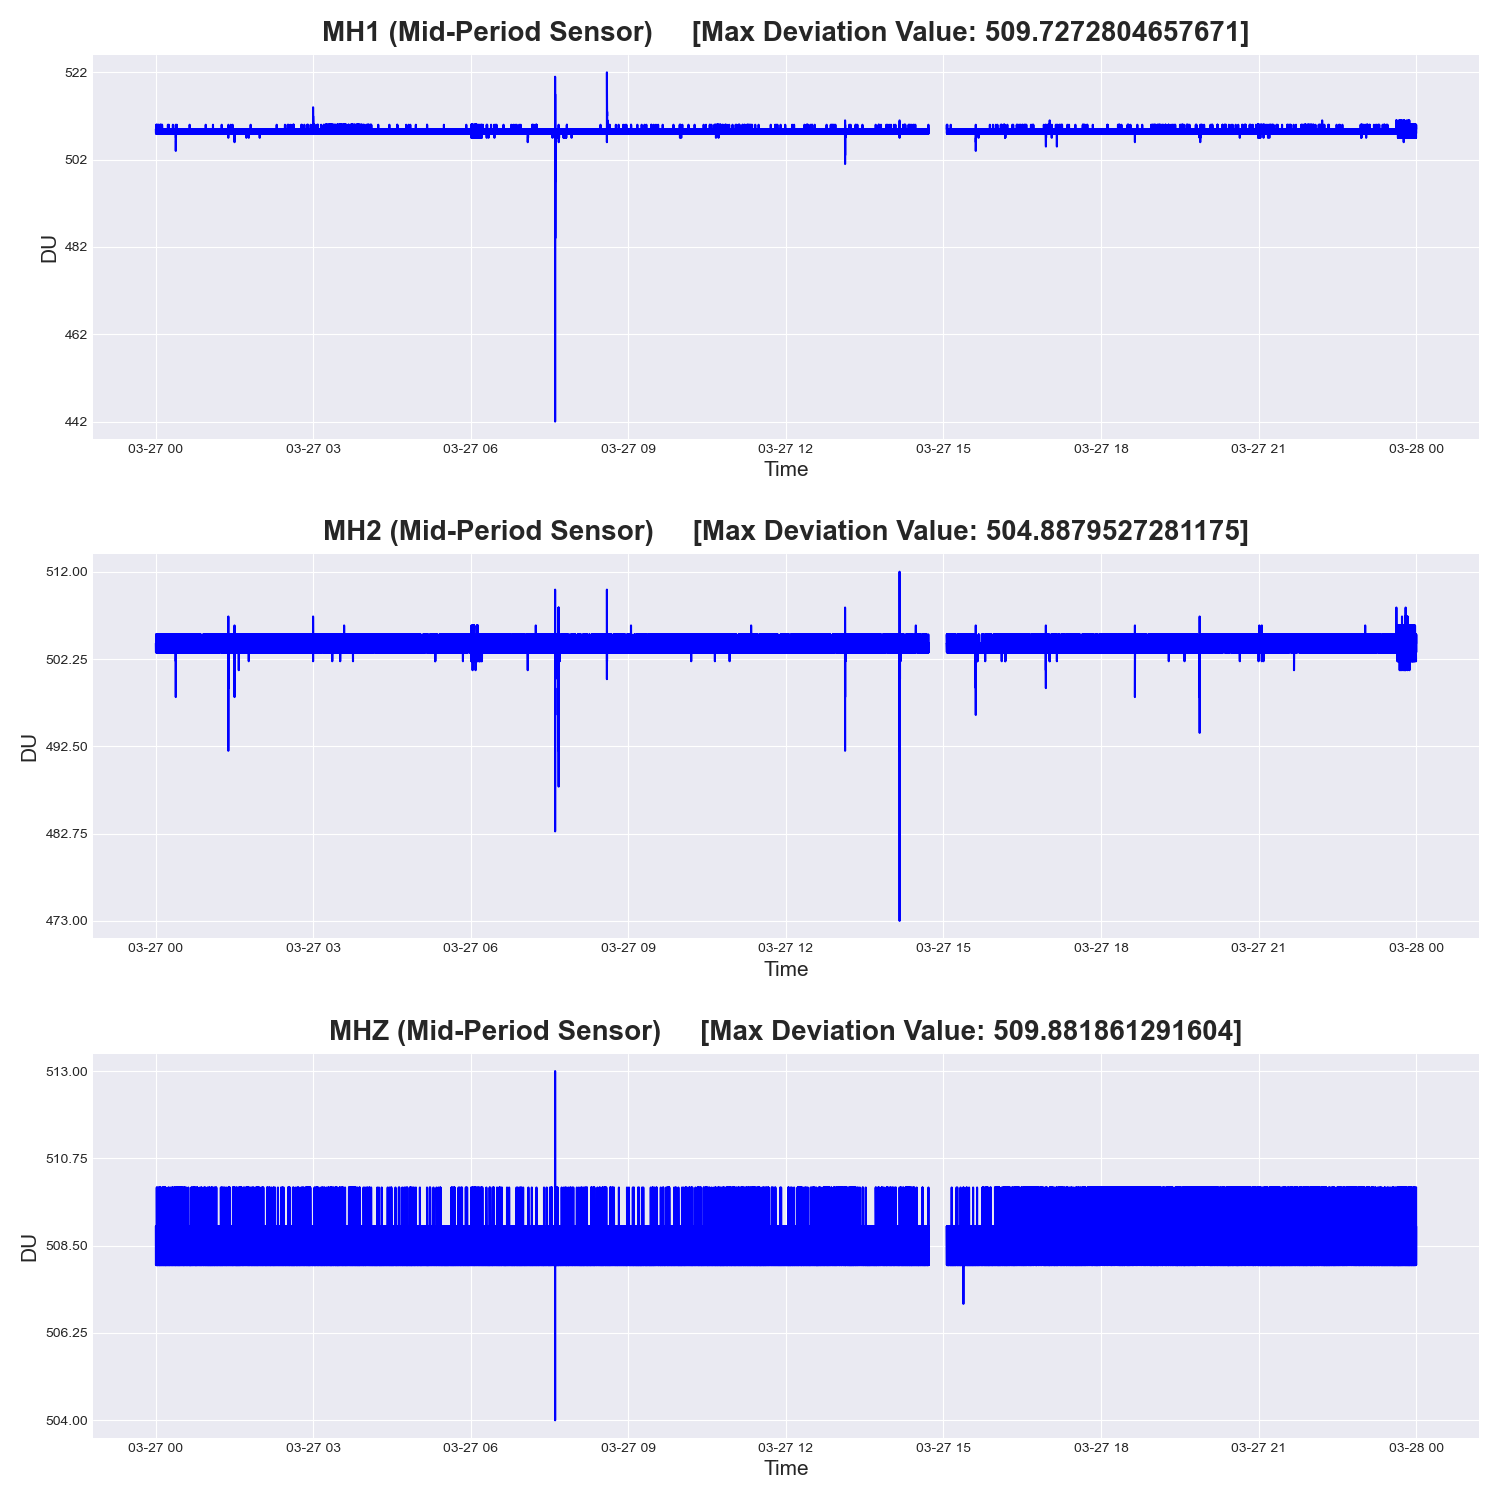 MH1 (Mid-Period Sensor) [Max Deviation Value: 509.7272804657671]
522
502
482
462
442
DU
03-27 00 03-27 03 03-27 06 03-27 09 03-27 12 03-27 15 03-27 18 03-27 21 03-28 00
Time
MH2 (Mid-Period Sensor) [Max Deviation Value: 504.8879527281175]
512.00
502.25
492.50
482.75
473.00
DU
03-27 00 03-27 03 03-27 06 03-27 09 03-27 12 03-27 15 03-27 18 03-27 21 03-28 00
Time
MHZ (Mid-Period Sensor) [Max Deviation Value: 509.881861291604]
513.00
510.75
508.50
506.25
504.00
DU
03-27 00 03-27 03 03-27 06 03-27 09 03-27 12 03-27 15 03-27 18 03-27 21 03-28 00
Time